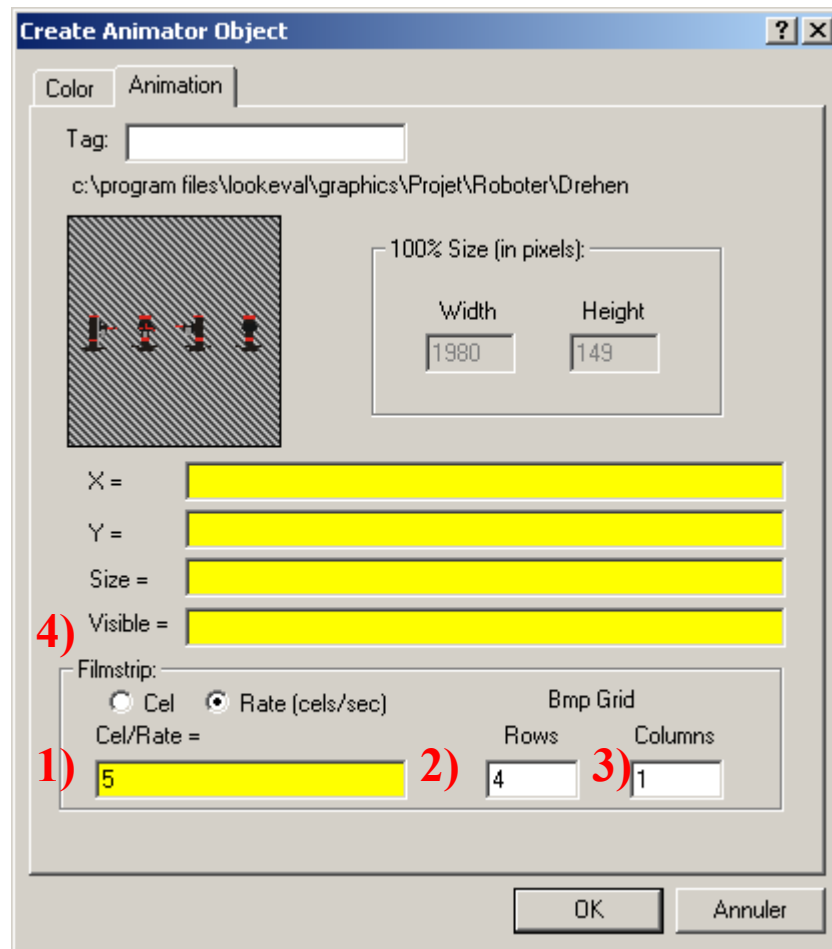 Create Animator Object
Color Animation
Tag:
c:\program files\lookeval\graphics\Projet\Roboter\Drehen
100% Size (in pixels):
Width Height
1980 149
X =
Y =
Size =
4) Visible =
Filmstrip:
Cel Rate (cels/sec) Bmp Grid
Cel/Rate = Rows Columns
1) 5 2) 4 3) 1
OK Annuler